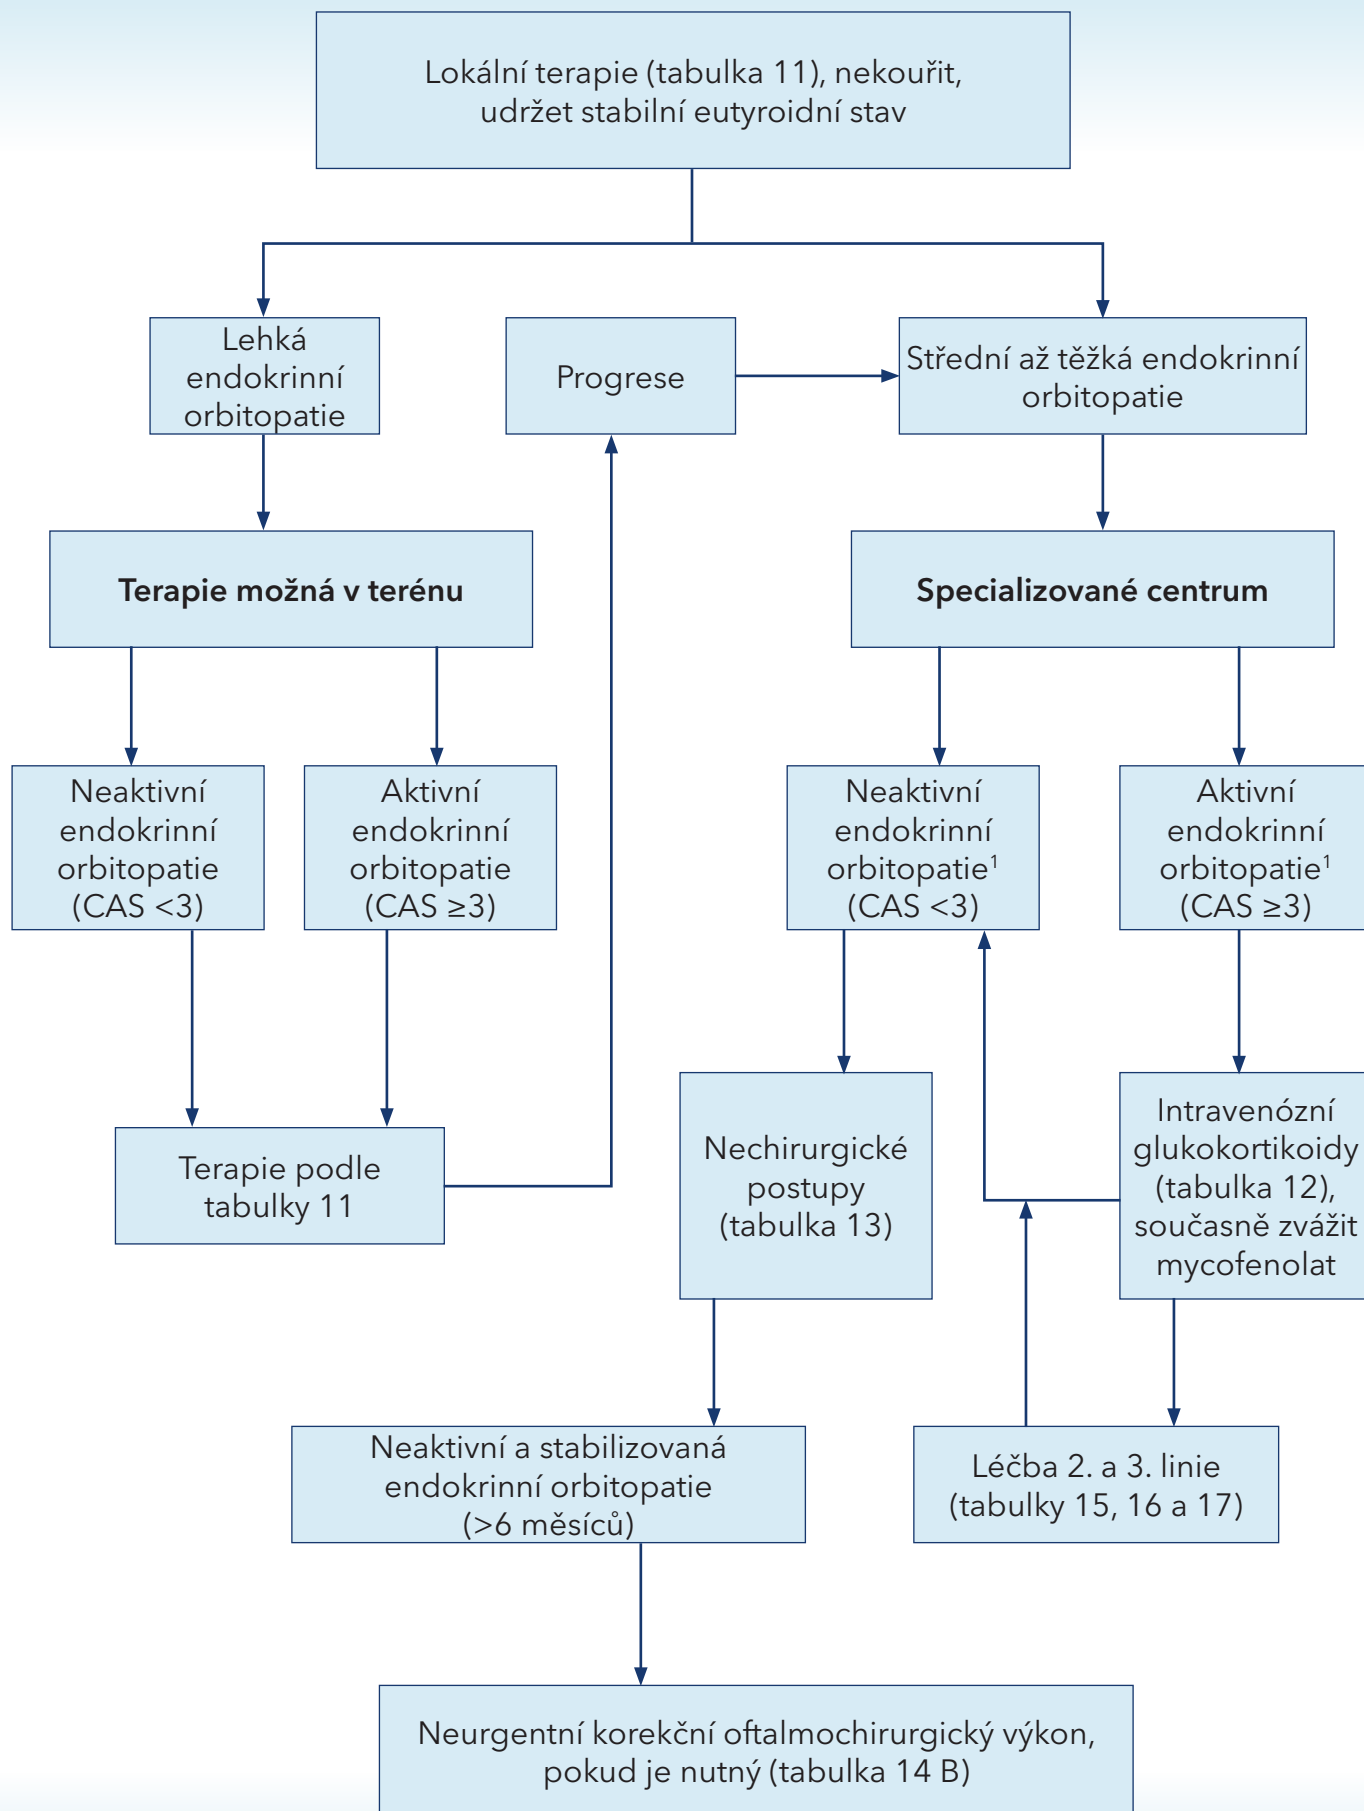 Lokální terapie (tabulka 11), nekouřit,
udržet stabilní eutyroidní stav
Lehká
endokrinní
orbitopatie
Progrese
Střední až těžká endokrinní
orbitopatie
Terapie možná v terénu
Specializované centrum
Neaktivní
endokrinní
orbitopatie
(CAS <3)
Aktivní
endokrinní
orbitopatie
(CAS ≥3)
Neaktivní
endokrinní
orbitopatie¹
(CAS <3)
Aktivní
endokrinní
orbitopatie¹
(CAS ≥3)
Terapie podle
tabulky 11
Nechirurgické
postupy
(tabulka 13)
Intravenózní
glukokortikoidy
(tabulka 12),
současně zvážit
mycofenolat
Neaktivní a stabilizovaná
endokrinní orbitopatie
(>6 měsíců)
Léčba 2. a 3. linie
(tabulky 15, 16 a 17)
Neurgentní korekční oftalmochirurgický výkon,
pokud je nutný (tabulka 14 B)